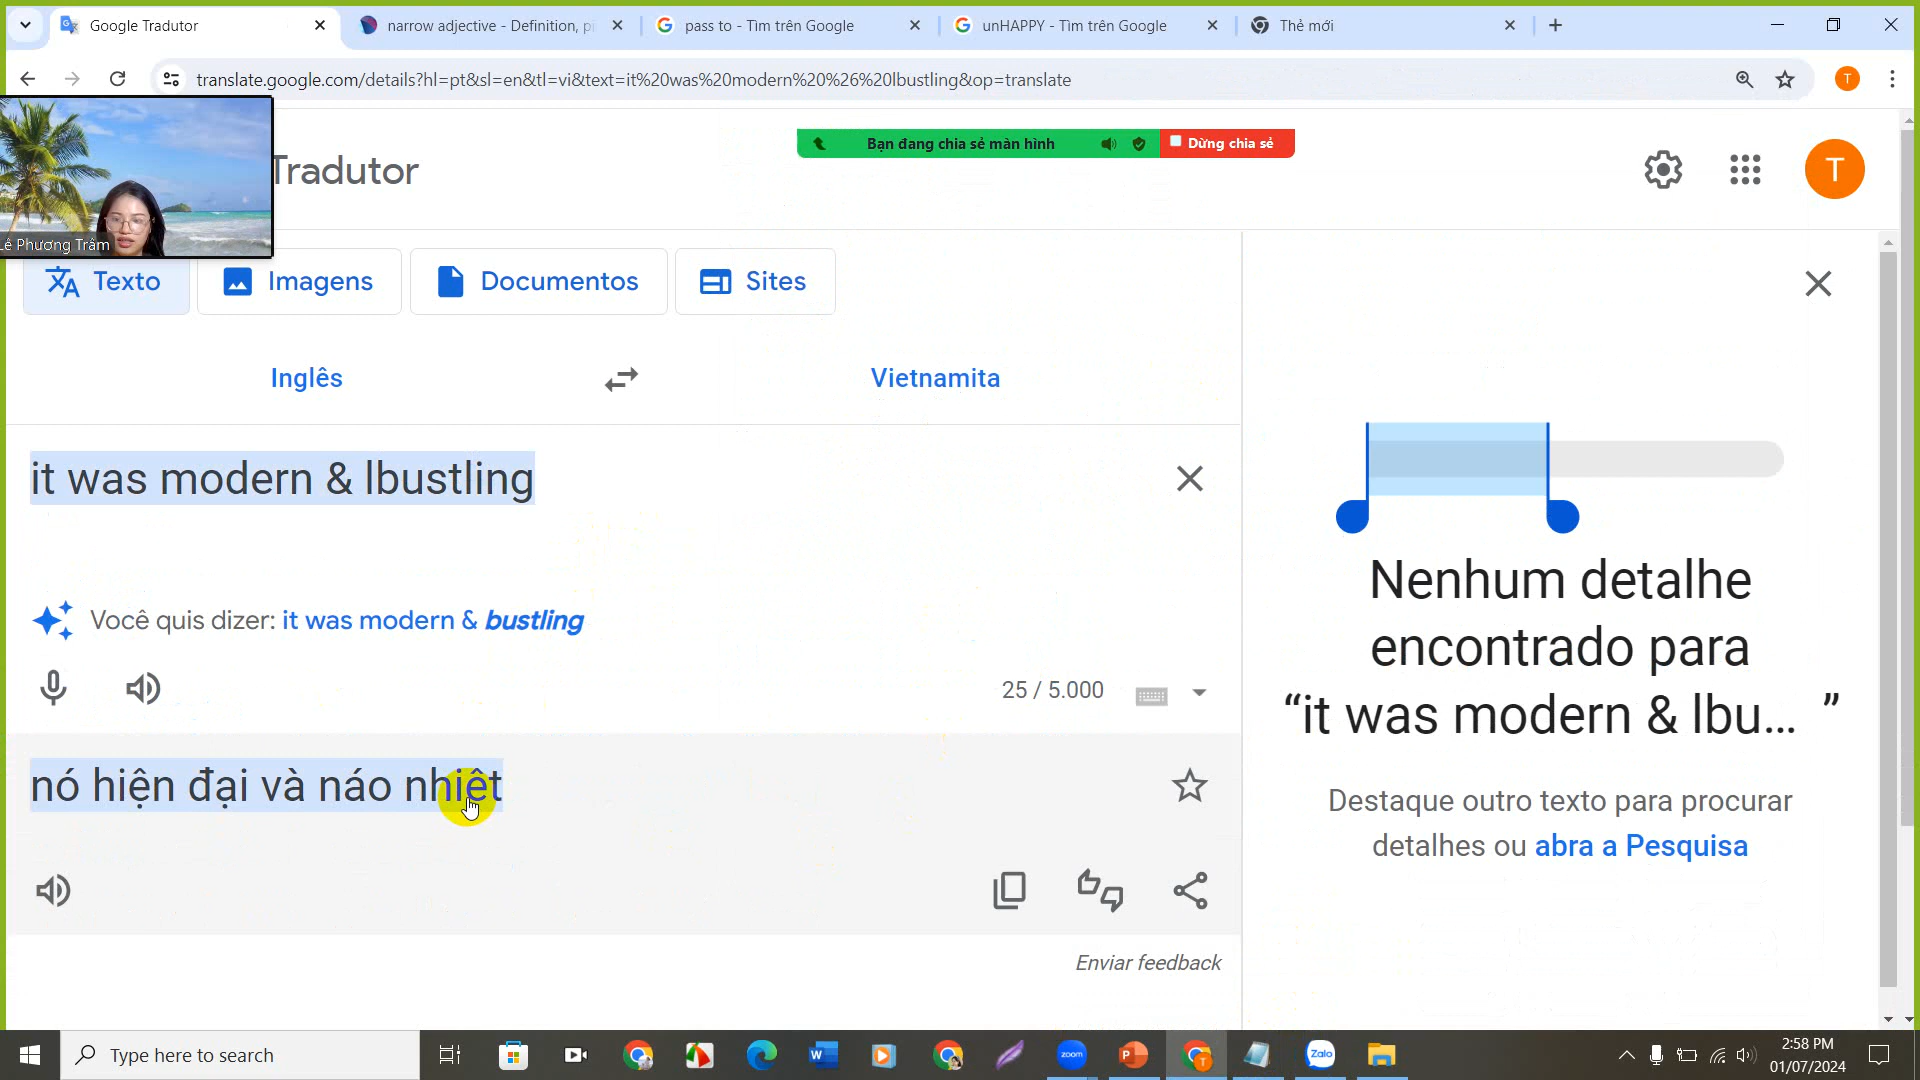 Google Tradutor
narrow adjective - Definition, pi
pass to - Tìm trên Google
unHAPPY - Tìm trên Google
Thẻ mới
translate.google.com/details?hl=pt&sl=en&tl=vi&text=it%20was%20modern%20%26%20lbustling&op=translate
T
Bạn đang chia sẻ màn hình
Dừng chia sẻ
Tradutor
T
Lê Phương Trâm
Texto
Imagens
Documentos
Sites
Inglês
Vietnamita
it was modern & lbustling
Você quis dizer: it was modern & bustling
25 / 5.000
nó hiện đại và náo nhiệt
Enviar feedback
Nenhum detalhe
encontrado para
“it was modern & lbu... ”
Destaque outro texto para procurar
detalhes ou abra a Pesquisa
Type here to search
zoom
Zalo
2:58 PM
01/07/2024